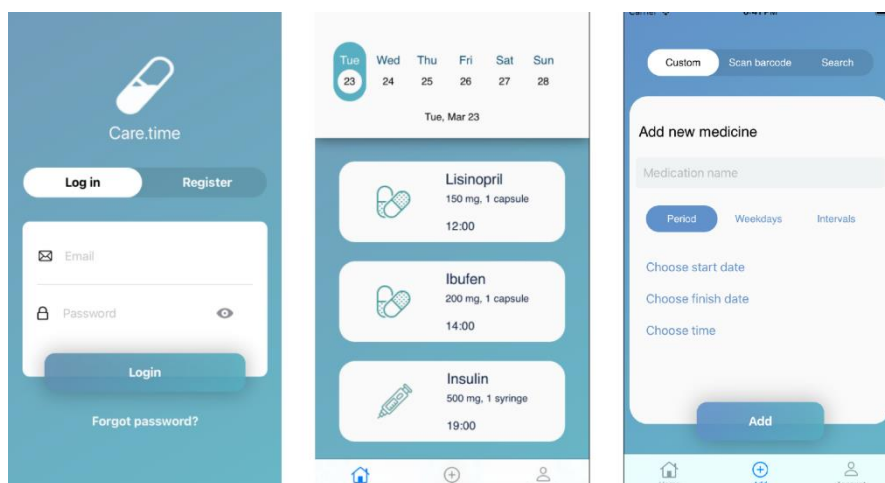 Care.time
Log in Register
Email
Password
Login
Forgot password?
Tue Wed Thu Fri Sat Sun
23 24 25 26 27 28
Tue, Mar 23
Lisinopril
150 mg, 1 capsule
12:00
Ibufen
200 mg, 1 capsule
14:00
Insulin
500 mg, 1 syringe
19:00
Custom Scan barcode Search
Add new medicine
Medication name
Period Weekdays Intervals
Choose start date
Choose finish date
Choose time
Add